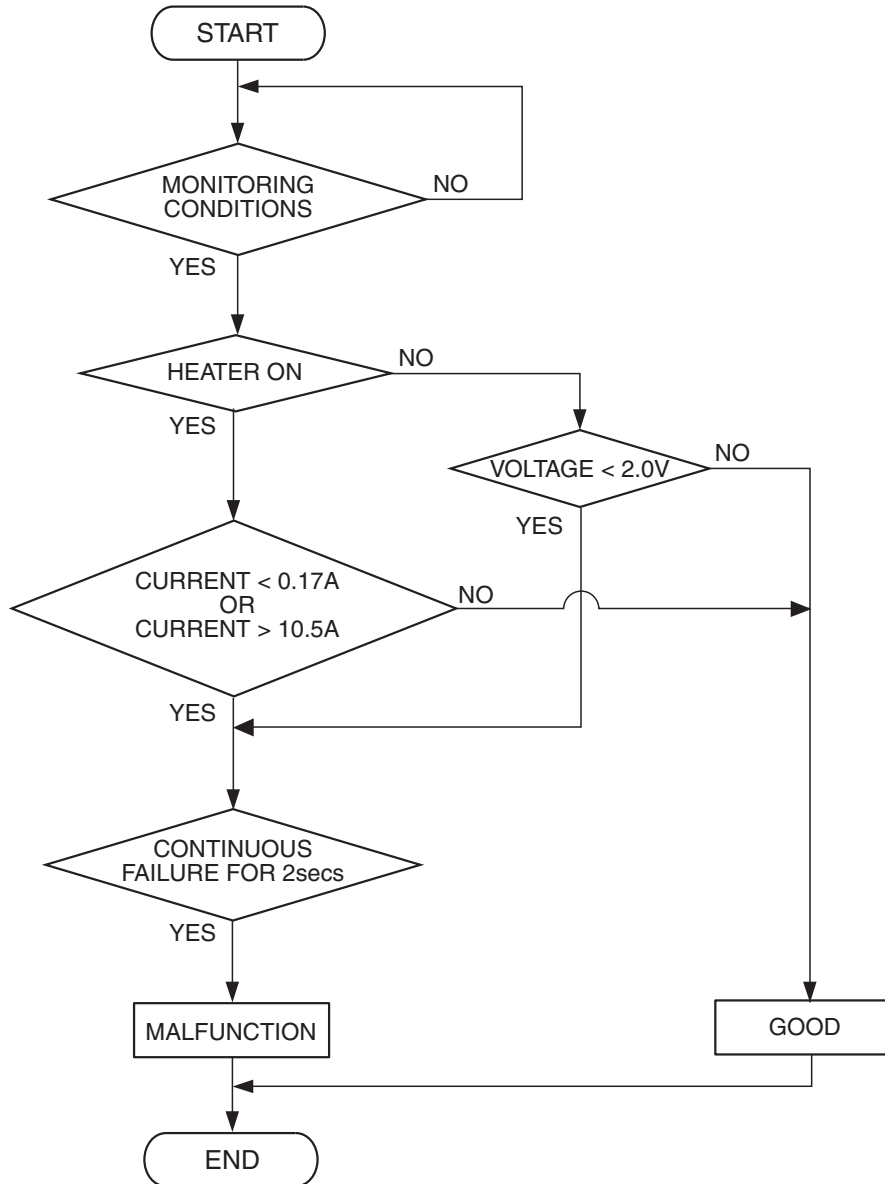 START
MONITORING
CONDITIONS
NO
YES
HEATER ON
NO
YES
VOLTAGE < 2.0V
NO
YES
CURRENT < 0.17A
OR
CURRENT > 10.5A
NO
YES
CONTINUOUS
FAILURE FOR 2secs
YES
MALFUNCTION
GOOD
END